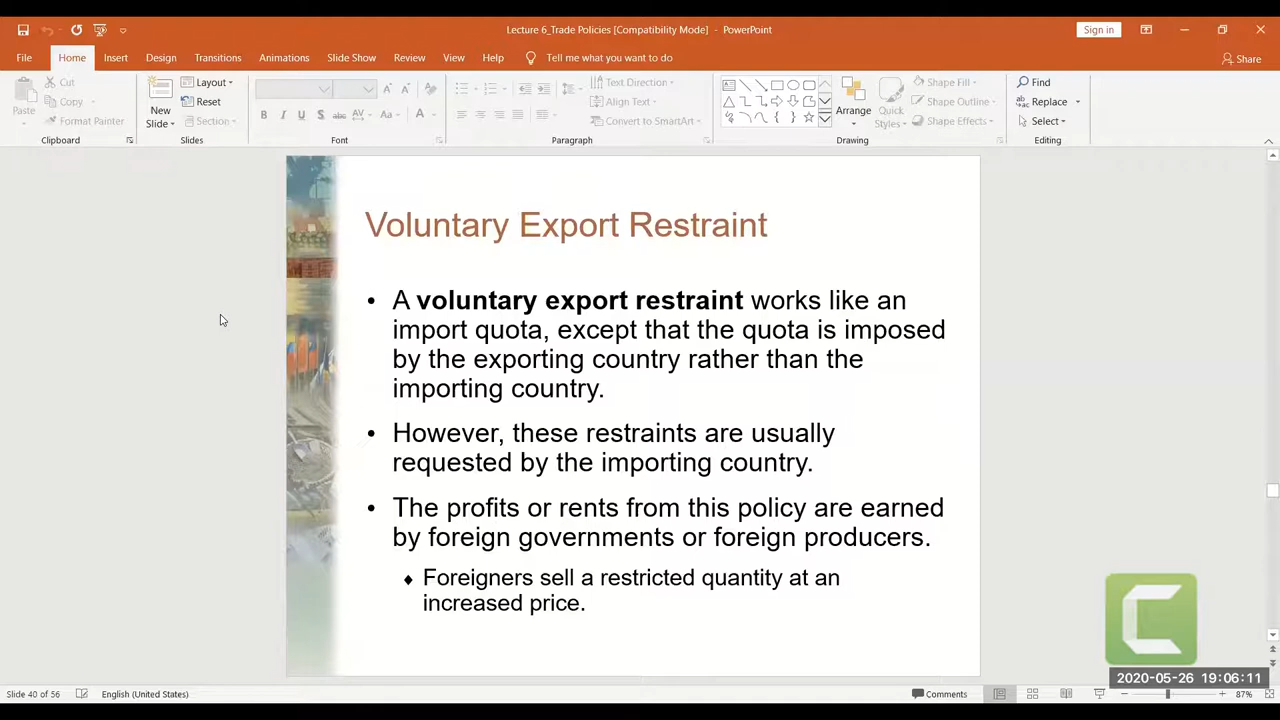 Lecture 6_Trade Policies [Compatibility Mode] - PowerPoint
Sign in
File Home Insert Design Transitions Animations Slide Show Review View Help Tell me what you want to do
Share
Paste
Cut
Copy
Format Painter
Clipboard
New Slide
Layout
Reset
Section
Slides
B I U S abc AV Aa A
Font
Text Direction
Align Text
Convert to SmartArt
Paragraph
Arrange
Quick Styles
Shape Fill
Shape Outline
Shape Effects
Drawing
Find
Replace
Select
Editing
Voluntary Export Restraint
• A voluntary export restraint works like an
import quota, except that the quota is imposed
by the exporting country rather than the
importing country.
• However, these restraints are usually
requested by the importing country.
• The profits or rents from this policy are earned
by foreign governments or foreign producers.
♦ Foreigners sell a restricted quantity at an
increased price.
2020-05-26 19:06:11
Slide 40 of 56 English (United States) Comments 87%